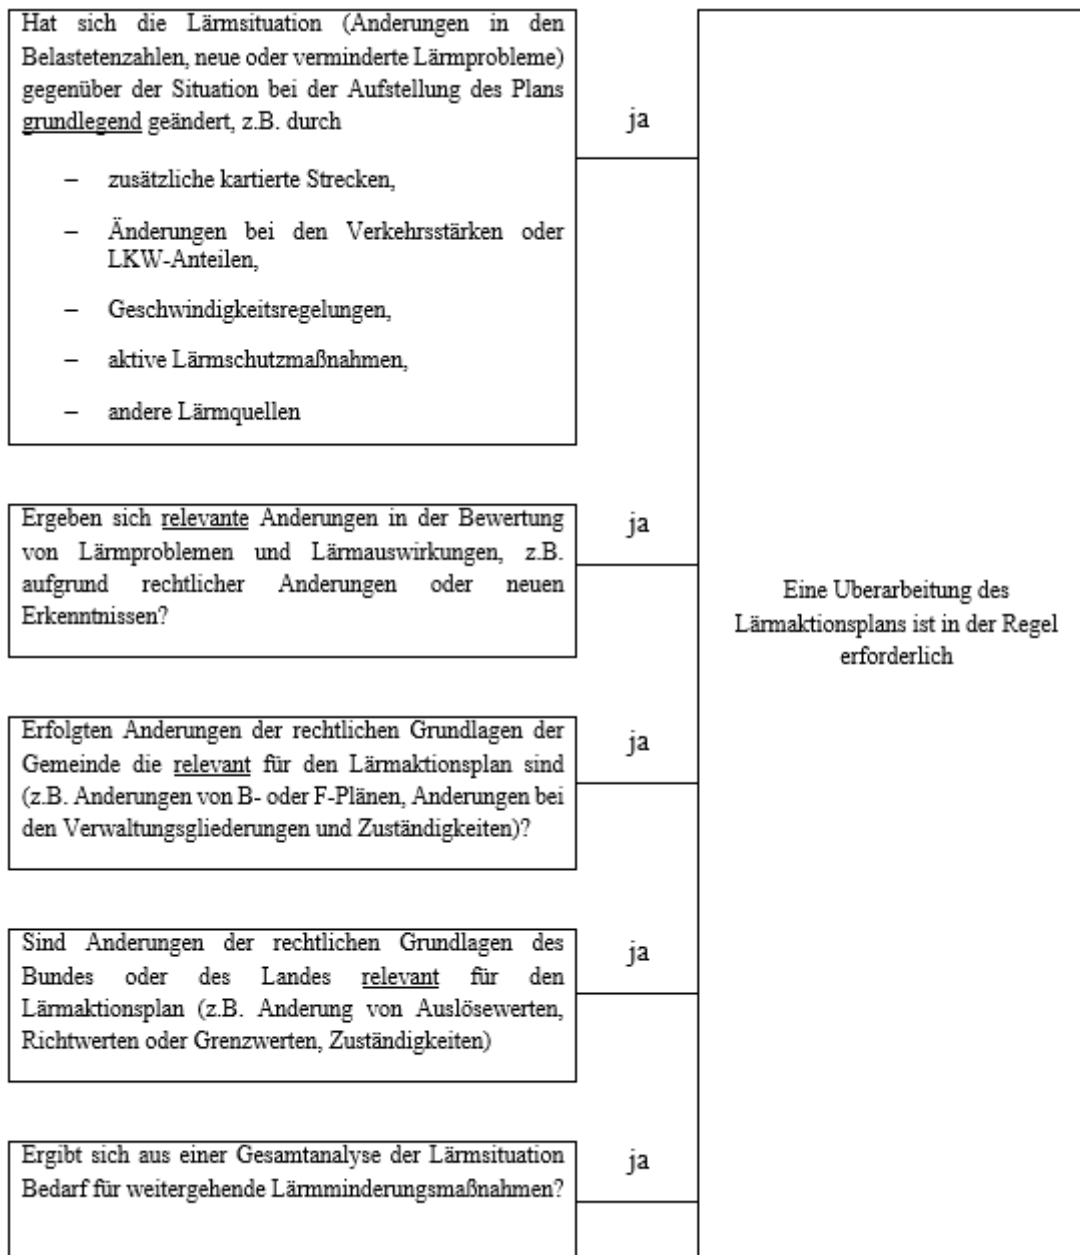 Hat sich die Lärmsituation (Anderungen in den
Belastetenzahlen, neue oder verminderte Lärmprobleme)
gegenüber der Situation bei der Aufstellung des Plans
grundlegend geändert, z.B. durch
– zusätzliche kartierte Strecken,
– Änderungen bei den Verkehrsstärken oder
LKW-Anteilen,
– Geschwindigkeitsregelungen,
– aktive Lärmschutzmaßnahmen,
– andere Lärmquellen
ja
Ergeben sich relevante Anderungen in der Bewertung
von Lärmproblemen und Lärmauswirkungen, z.B.
aufgrund rechtlicher Anderungen oder neuen
Erkenntnissen?
ja
Erfolgten Anderungen der rechtlichen Grundlagen der
Gemeinde die relevant für den Lärmaktionsplan sind
(z.B. Anderungen von B- oder F-Plänen, Anderungen bei
den Verwaltungsgliederungen und Zuständigkeiten)?
ja
Sind Anderungen der rechtlichen Grundlagen des
Bundes oder des Landes relevant für den
Lärmaktionsplan (z.B. Anderung von Auslösewerten,
Richtwerten oder Grenzwerten, Zuständigkeiten)
ja
Ergibt sich aus einer Gesamtanalyse der Lärmsituation
Bedarf für weitergehende Lärmminderungsmaßnahmen?
ja
Eine Uberarbeitung des
Lärmaktionsplans ist in der Regel
erforderlich